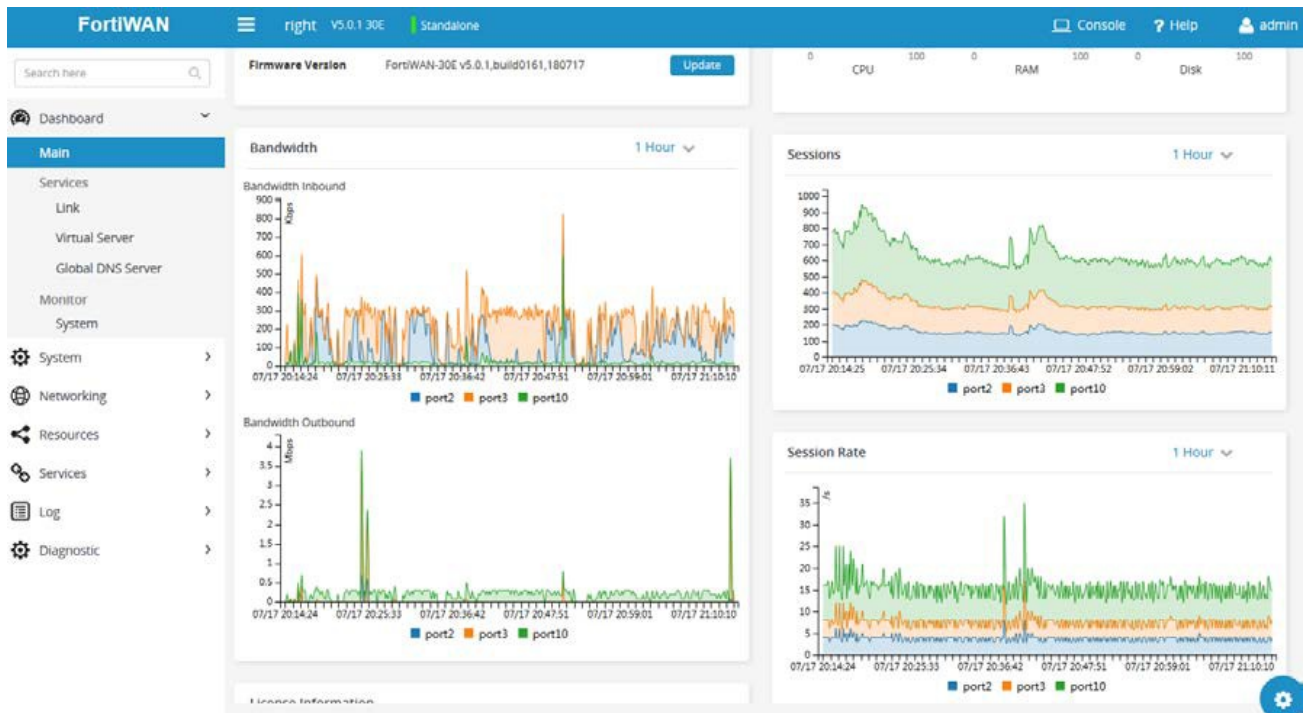 FortiWAN
right V5.0.1 30E Standalone
Console ? Help admin
Search here
Dashboard
Main
Services
Link
Virtual Server
Global DNS Server
Monitor
System
System
Networking
Resources
Services
Log
Diagnostic
Firmware Version FortiWAN-30E v5.0.1,build0161,180717 Update
0 100 0 100 0 100
CPU RAM Disk
Bandwidth 1 Hour
Bandwidth Inbound
Kbps
900
800
700
600
500
400
300
200
100
0
07/17 20:14:24 07/17 20:25:33 07/17 20:36:42 07/17 20:47:51 07/17 20:59:01 07/17 21:10:10
port2 port3 port10
Bandwidth Outbound
Mbps
4
3.5
3
2.5
2
1.5
1
0.5
0
07/17 20:14:24 07/17 20:25:33 07/17 20:36:42 07/17 20:47:51 07/17 20:59:01 07/17 21:10:10
port2 port3 port10
License Information
Sessions 1 Hour
1000
900
800
700
600
500
400
300
200
100
0
07/17 20:14:25 07/17 20:25:34 07/17 20:36:43 07/17 20:47:52 07/17 20:59:02 07/17 21:10:11
port2 port3 port10
Session Rate 1 Hour
/s
35
30
25
20
15
10
5
0
07/17 20:14:24 07/17 20:25:33 07/17 20:36:42 07/17 20:47:51 07/17 20:59:01 07/17 21:10:10
port2 port3 port10